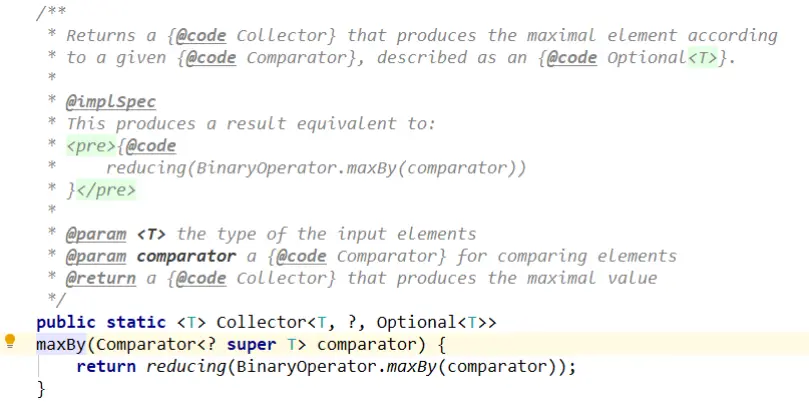 /**
 * Returns a {@code Collector} that produces the maximal element according
 * to a given {@code Comparator}, described as an {@code Optional<T>}.
 *
 * @implSpec
 * This produces a result equivalent to:
 * <pre>{@code
 *     reducing(BinaryOperator.maxBy(comparator))
 * }</pre>
 *
 * @param <T> the type of the input elements
 * @param comparator a {@code Comparator} for comparing elements
 * @return a {@code Collector} that produces the maximal value
 */
public static <T> Collector<T, ?, Optional<T>>
maxBy(Comparator<? super T> comparator) {
    return reducing(BinaryOperator.maxBy(comparator));
}